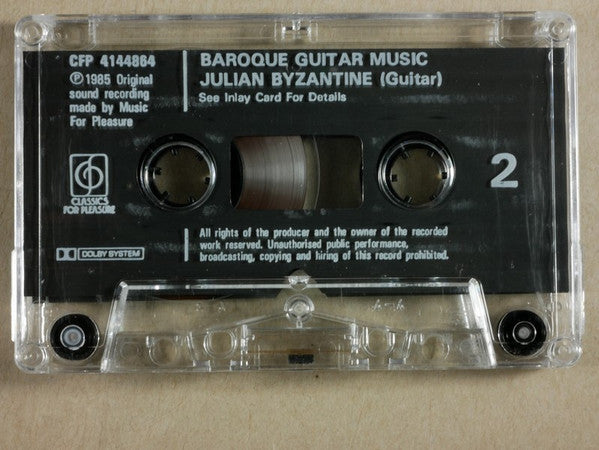 CFP 4144864
℗ 1985 Original
sound recording
made by Music
For Pleasure
BAROQUE GUITAR MUSIC
JULIAN BYZANTINE (Guitar)
See Inlay Card For Details
2
CLASSICS
FOR PLEASURE
DOLBY SYSTEM
All rights of the producer and the owner of the recorded
work reserved. Unauthorised public performance,
broadcasting, copying and hiring of this record prohibited.